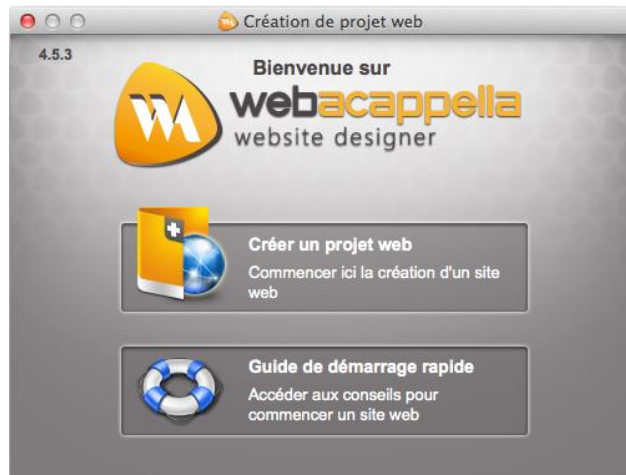 Création de projet web
4.5.3
Bienvenue sur
webacappella
website designer
Créer un projet web
Commencer ici la création d'un site
web
Guide de démarrage rapide
Accéder aux conseils pour
commencer un site web